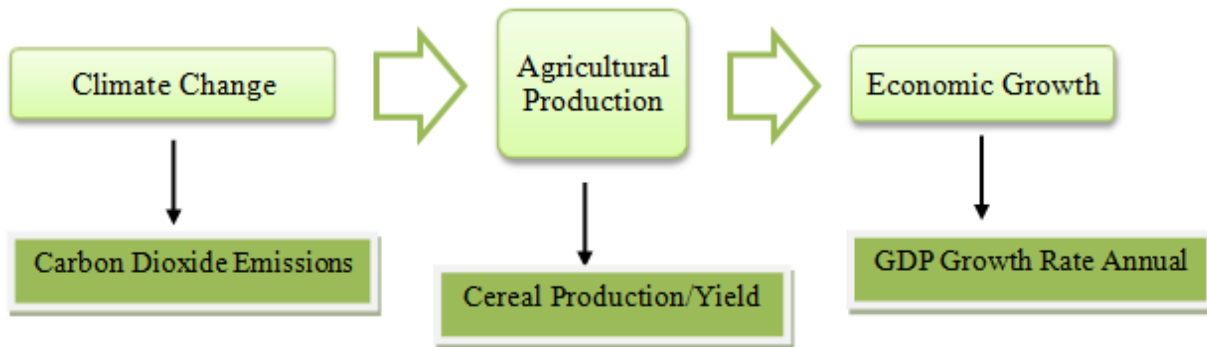 Climate Change
Agricultural
Production
Economic Growth
Carbon Dioxide Emissions
Cereal Production/Yield
GDP Growth Rate Annual